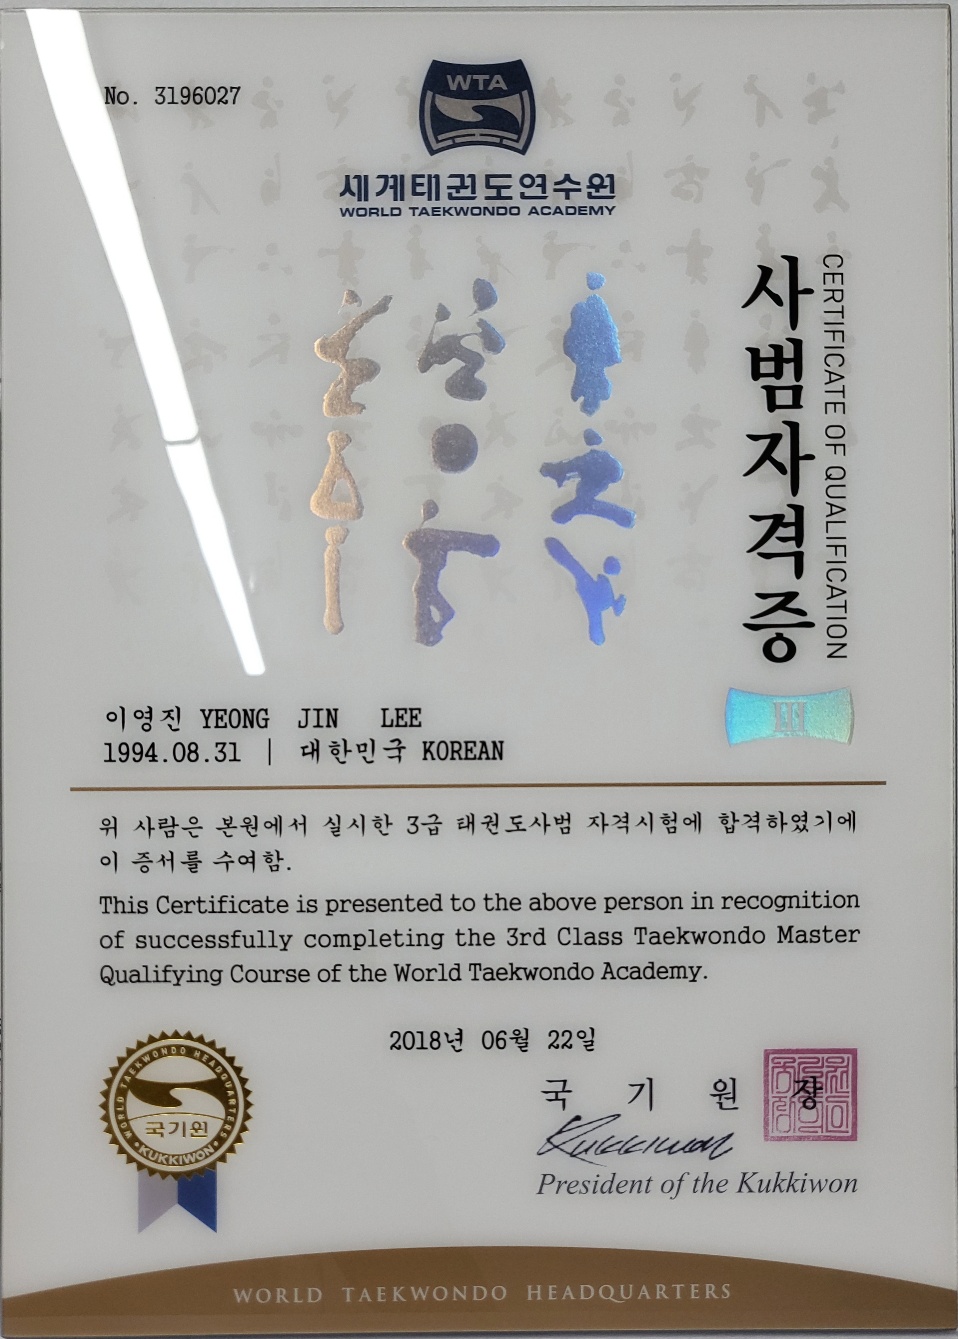 No. 3196027
WTA
세계태권도연수원
WORLD TAEKWONDO ACADEMY
사범자격증
CERTIFICATE OF QUALIFICATION
III
이영진 YEONG JIN LEE
1994.08.31 | 대한민국 KOREAN
위 사람은 본원에서 실시한 3급 태권도사범 자격시험에 합격하였기에
이 증서를 수여함.
This Certificate is presented to the above person in recognition
of successfully completing the 3rd Class Taekwondo Master
Qualifying Course of the World Taekwondo Academy.
2018년 06월 22일
국 기 원 장
Kukkiwon
President of the Kukkiwon
WORLD TAEKWONDO HEADQUARTERS
국기원
KUKKIWON
WORLD TAEKWONDO HEADQUARTERS